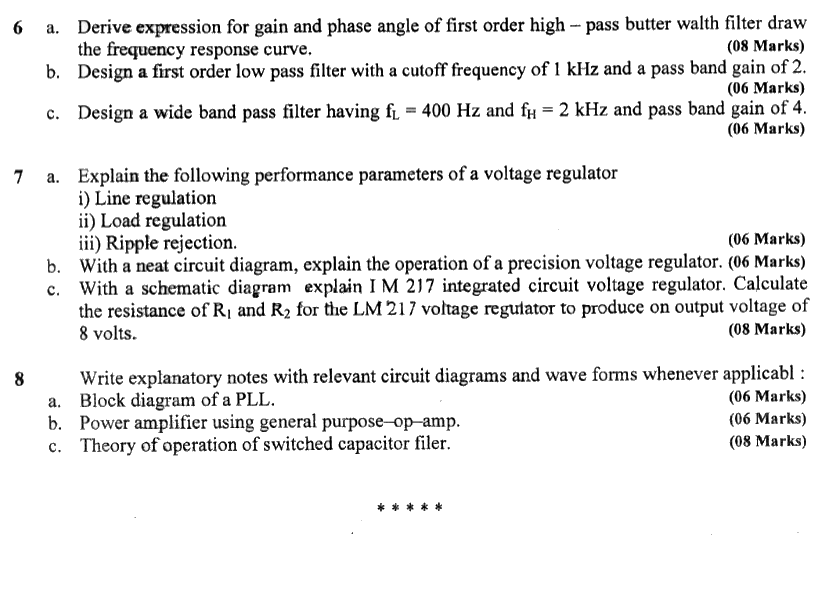 6 a. Derive expression for gain and phase angle of first order high – pass butter walth filter draw
the frequency response curve. (08 Marks)
b. Design a first order low pass filter with a cutoff frequency of 1 kHz and a pass band gain of 2.
(06 Marks)
c. Design a wide band pass filter having fL = 400 Hz and fH = 2 kHz and pass band gain of 4.
(06 Marks)
7 a. Explain the following performance parameters of a voltage regulator
i) Line regulation
ii) Load regulation
iii) Ripple rejection. (06 Marks)
b. With a neat circuit diagram, explain the operation of a precision voltage regulator. (06 Marks)
c. With a schematic diagram explain I M 217 integrated circuit voltage regulator. Calculate
the resistance of R1 and R2 for the LM 217 voltage regulator to produce on output voltage of
8 volts. (08 Marks)
8 Write explanatory notes with relevant circuit diagrams and wave forms whenever applicabl :
a. Block diagram of a PLL. (06 Marks)
b. Power amplifier using general purpose–op–amp. (06 Marks)
c. Theory of operation of switched capacitor filer. (08 Marks)
* * * * *